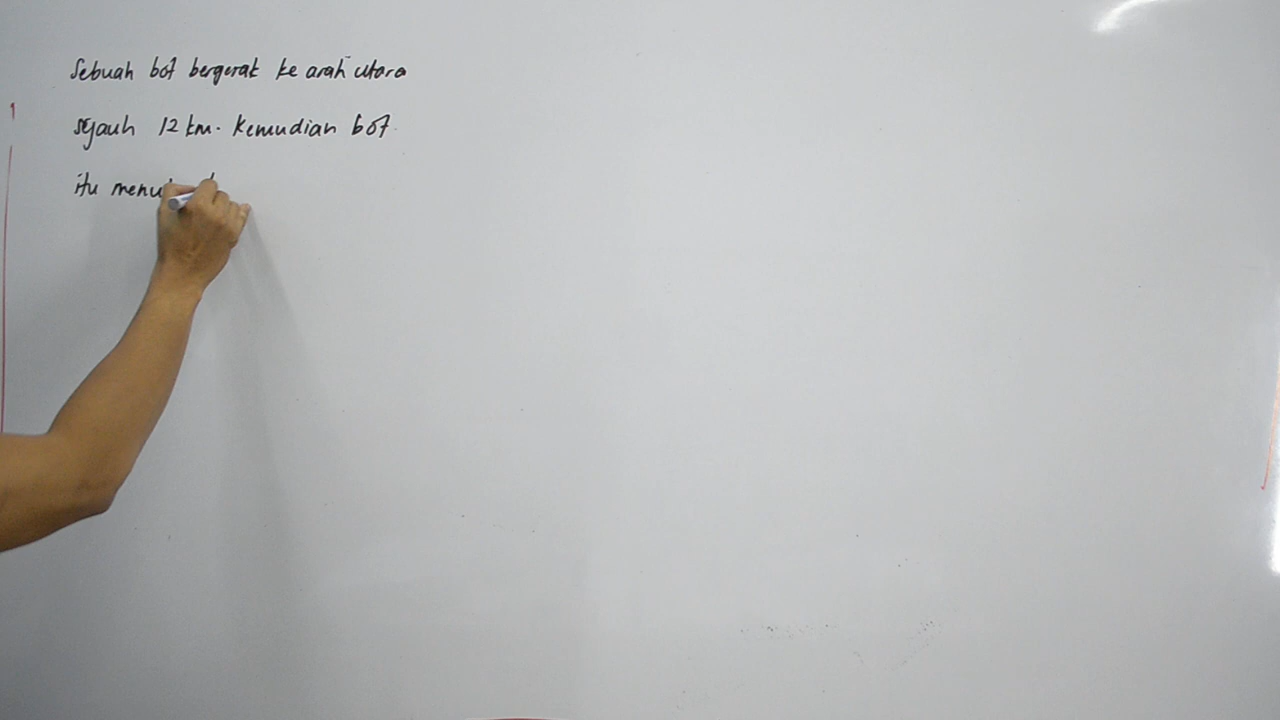 Sebuah bot bergerak ke arah utara
sejauh 12 km. Kemudian bot
itu